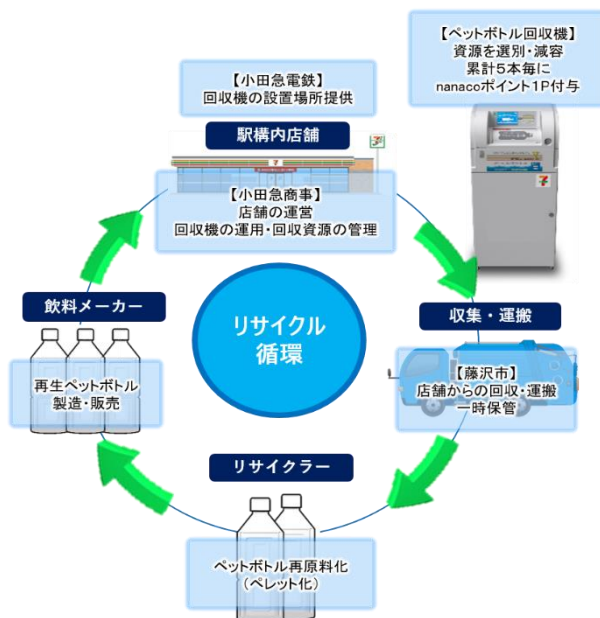 【ペットボトル回収機】
資源を選別・減容
累計5本毎に
nanacoポイント1P付与
【小田急電鉄】
回収機の設置場所提供
駅構内店舗
【小田急商事】
店舗の運営
回収機の運用・回収資源の管理
リサイクル
循環
飲料メーカー
再生ペットボトル
製造・販売
収集・運搬
【藤沢市】
店舗からの回収・運搬
一時保管
リサイクラー
ペットボトル再原料化
(ペレット化)